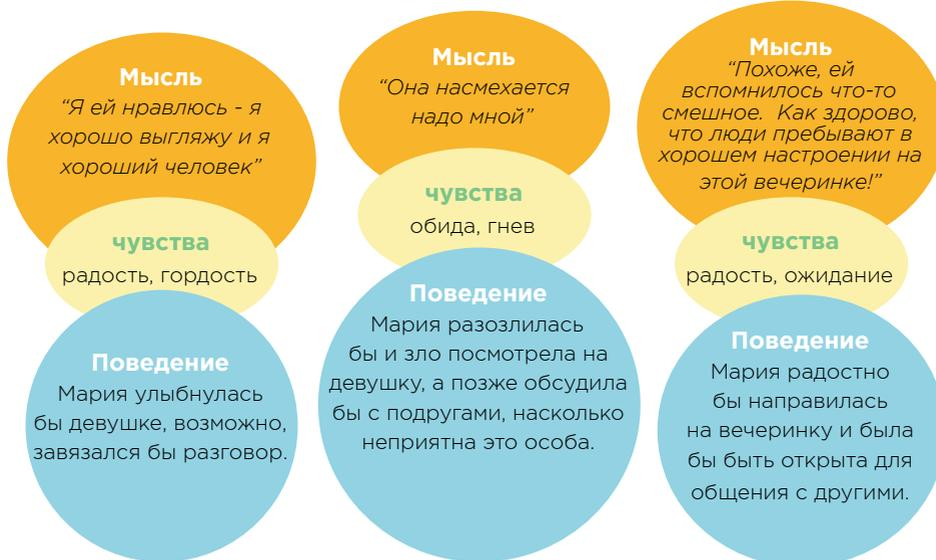 Мысль
“Я ей нравлюсь - я
хорошо выгляжу и я
хороший человек”
чувства
радость, гордость
Поведение
Мария улыбнулась
бы девушке, возможно,
завязался бы разговор.
Мысль
“Она насмехается
надо мной”
чувства
обида, гнев
Поведение
Мария разозлилась
бы и зло посмотрела на
девушку, а позже обсудила
бы с подругами, насколько
неприятна это особа.
Мысль
“Похоже, ей
вспомнилось что-то
смешное. Как здорово,
что люди пребывают в
хорошем настроении на
этой вечеринке!”
чувства
радость, ожидание
Поведение
Мария радостно
бы направилась
на вечеринку и была
бы быть открыта для
общения с другими.